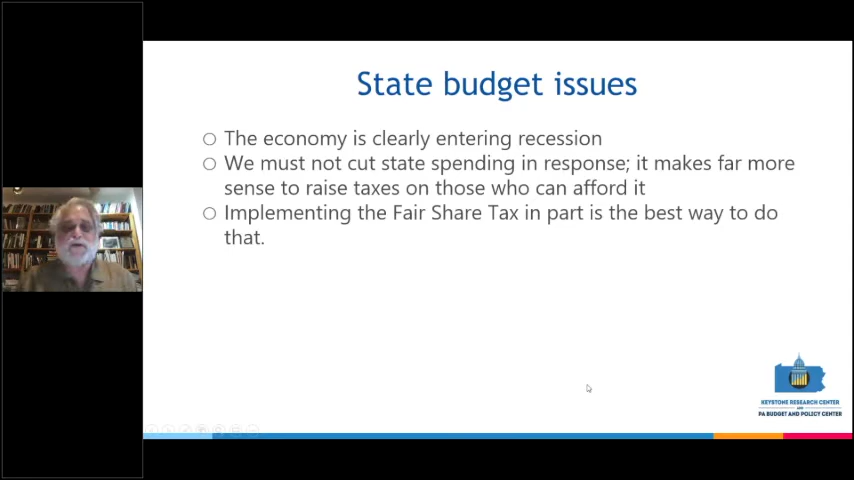 State budget issues
The economy is clearly entering recession
We must not cut state spending in response; it makes far more
sense to raise taxes on those who can afford it
Implementing the Fair Share Tax in part is the best way to do
that.
KEYSTONE RESEARCH CENTER
AND
PA BUDGET AND POLICY CENTER